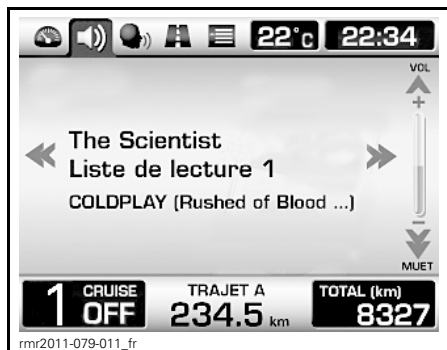 22°c 22:34
VOL
+
The Scientist
Liste de lecture 1
COLDPLAY (Rushed of Blood ...)
–
MUET
1 CRUISE OFF
TRAJET A
234.5 km
TOTAL (km)
8327
rmr2011-079-011_fr